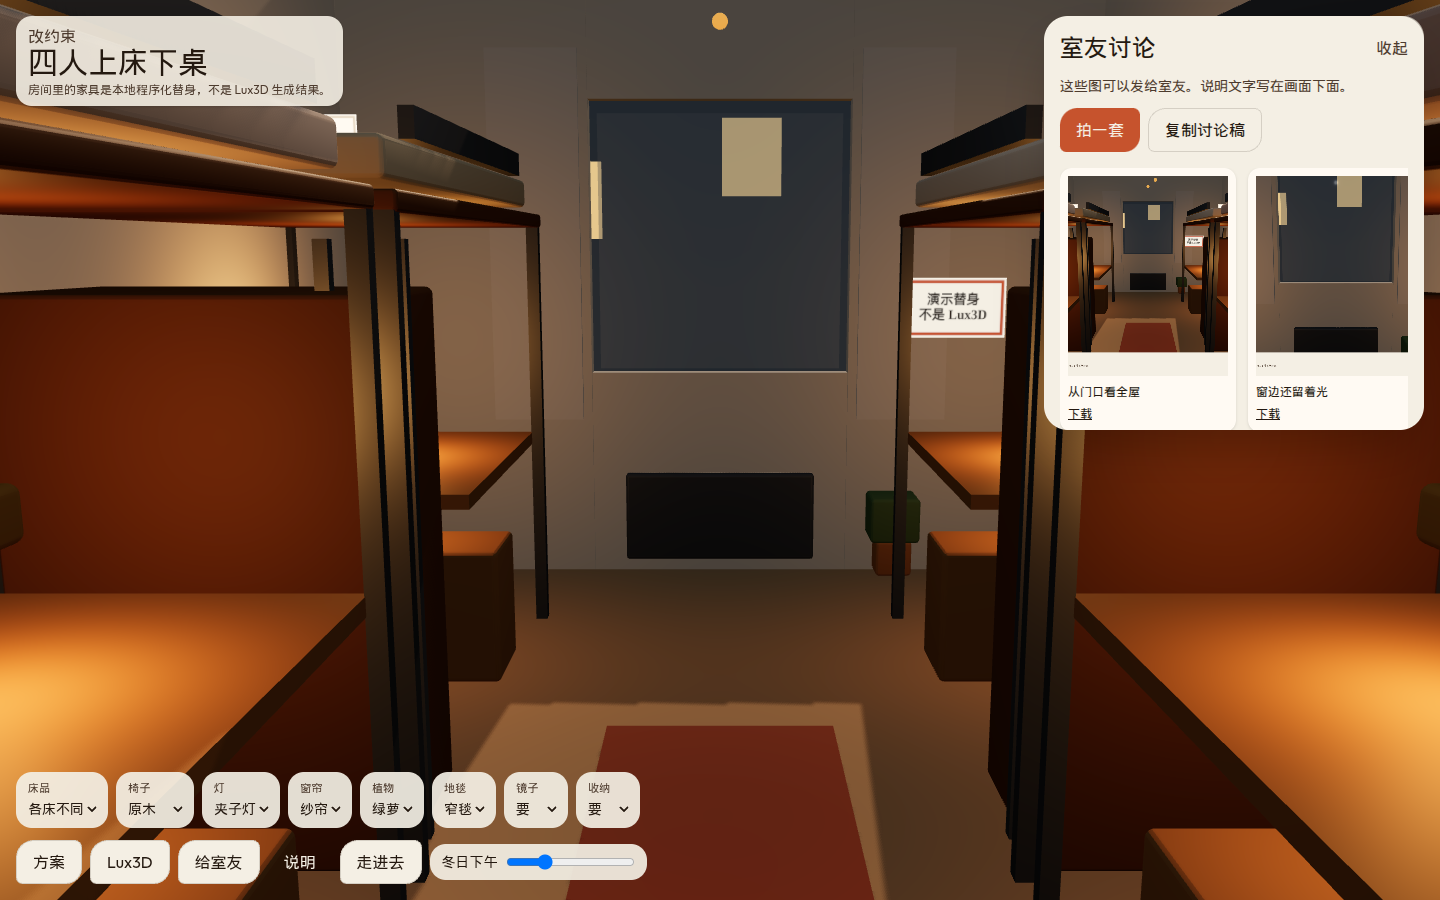 改约束
四人上床下桌
房间里的家具是本地程序化替身，不是 Lux3D 生成结果。
室友讨论
收起
这些图可以发给室友。说明文字写在画面下面。
拍一套
复制讨论稿
从门口看全屋
下载
窗边还留着光
下载
演示替身
不是 Lux3D
床品
各床不同
椅子
原木
灯
夹子灯
窗帘
纱帘
植物
绿萝
地毯
窄毯
镜子
要
收纳
要
方案
Lux3D
给室友
说明
走进去
冬日下午